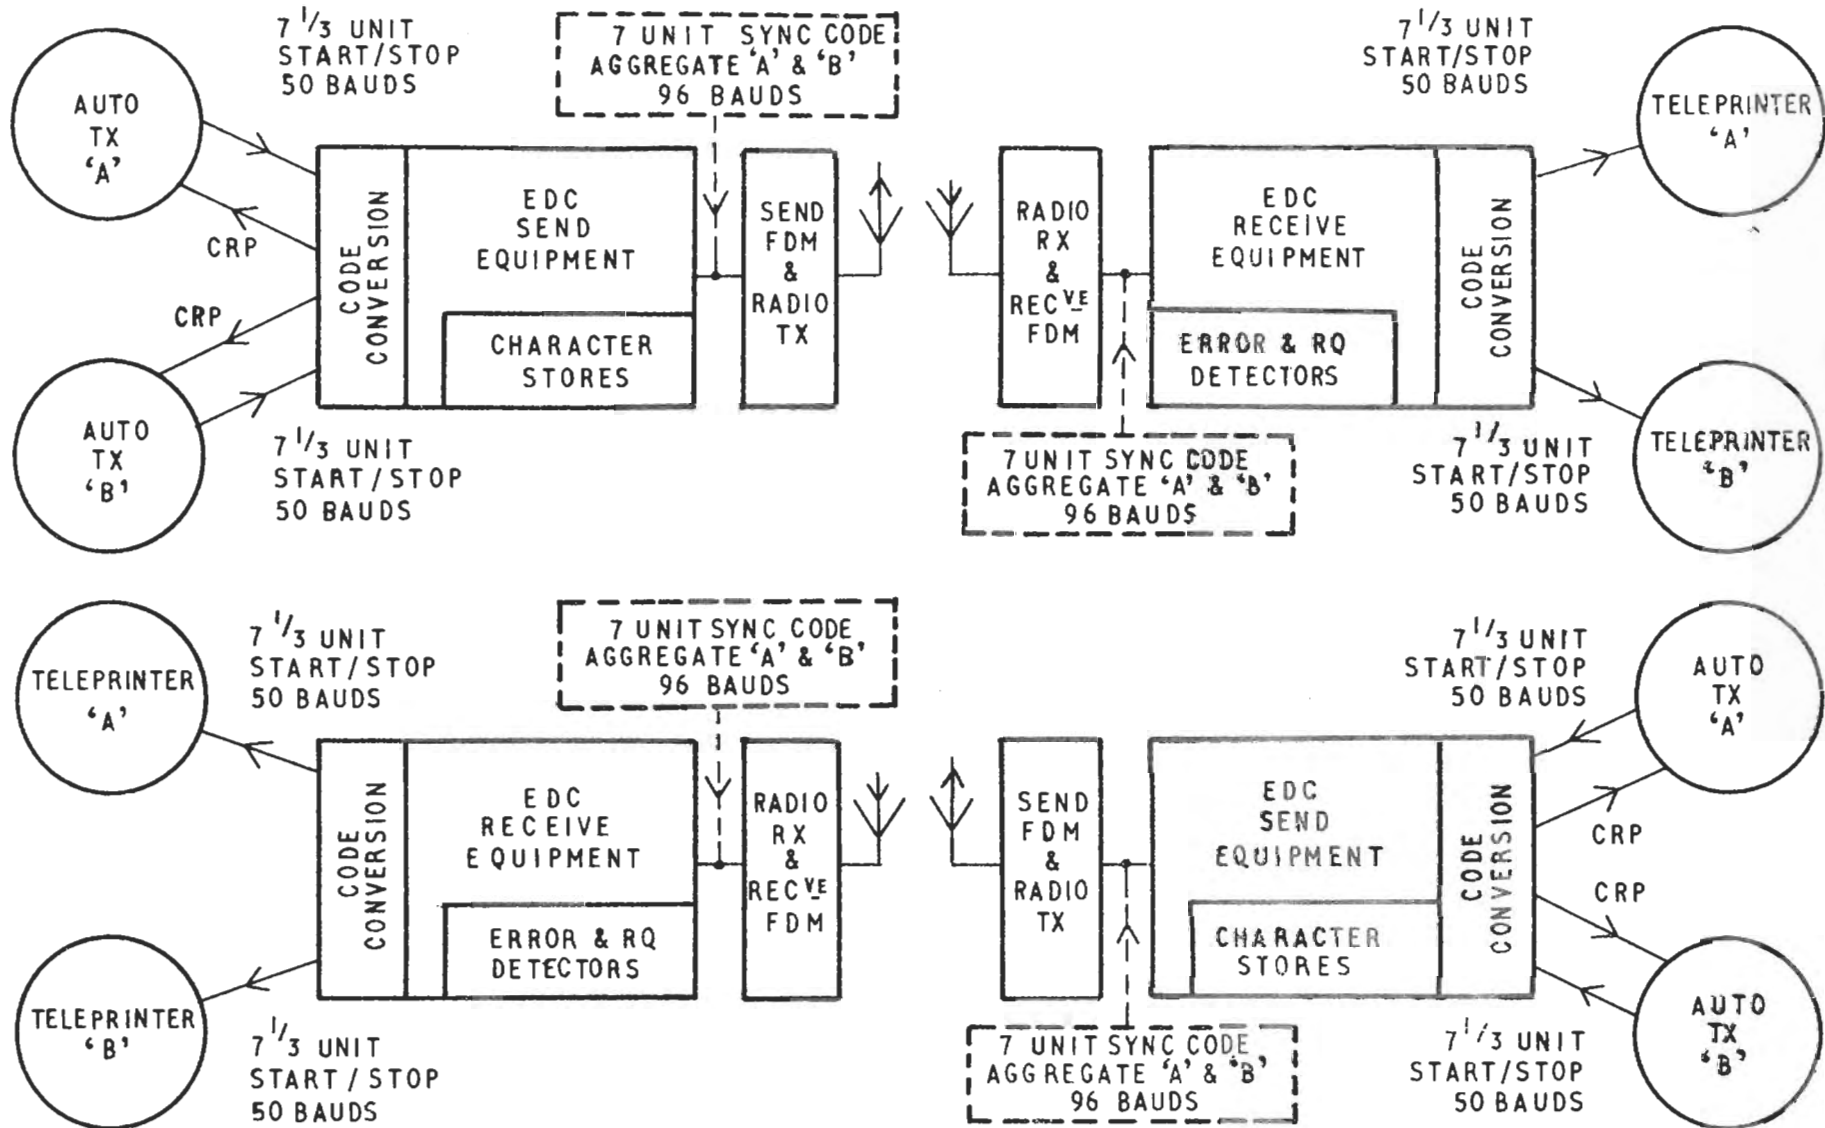 7 1/3 UNIT
START/STOP
50 BAUDS
7 UNIT SYNC CODE
AGGREGATE 'A' & 'B'
96 BAUDS
7 1/3 UNIT
START/STOP
50 BAUDS
AUTO
TX
'A'
CRP
CRP
AUTO
TX
'B'
7 1/3 UNIT
START/STOP
50 BAUDS
CODE
CONVERSION
EDC
SEND
EQUIPMENT
CHARACTER
STORES
SEND
FDM
&
RADIO
TX
RADIO
RX
&
RECVE
FDM
EDC
RECEIVE
EQUIPMENT
ERROR & RQ
DETECTORS
CODE
CONVERSION
TELEPRINTER
'A'
TELEPRINTER
'B'
7 UNIT SYNC CODE
AGGREGATE 'A' & 'B'
96 BAUDS
7 1/3 UNIT
START/STOP
50 BAUDS
7 1/3 UNIT
START/STOP
50 BAUDS
7 UNIT SYNC CODE
AGGREGATE 'A' & 'B'
96 BAUDS
7 1/3 UNIT
START/STOP
50 BAUDS
TELEPRINTER
'A'
TELEPRINTER
'B'
7 1/3 UNIT
START/STOP
50 BAUDS
CODE
CONVERSION
EDC
RECEIVE
EQUIPMENT
ERROR & RQ
DETECTORS
RADIO
RX
&
RECVE
FDM
SEND
FDM
&
RADIO
TX
EDC
SEND
EQUIPMENT
CHARACTER
STORES
CODE
CONVERSION
AUTO
TX
'A'
CRP
CRP
AUTO
TX
'B'
7 UNIT SYNC CODE
AGGREGATE 'A' & 'B'
96 BAUDS
7 1/3 UNIT
START/STOP
50 BAUDS